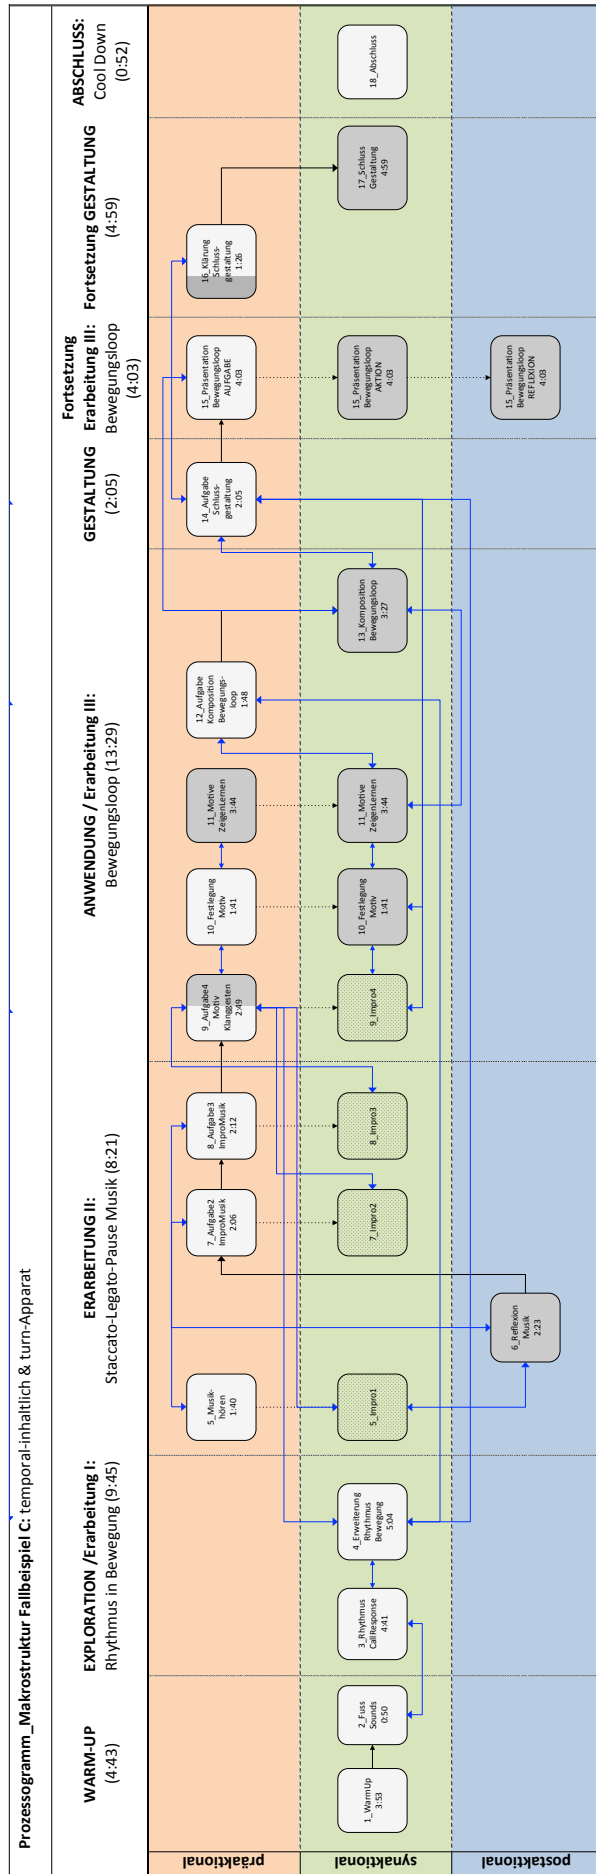 Prozessogramm_Makrostruktur Fallbeispiel C: temporal-inhaltlich & turn-Apparat
WARM-UP
(4:43)
EXPLORATION /Erarbeitung I:
Rhythmus in Bewegung (9:45)
ERARBEITUNG II:
Staccato-Legato-Pause Musik (8:21)
ANWENDUNG / Erarbeitung III:
Bewegungsloop (13:29)
GESTALTUNG
(2:05)
Fortsetzung
Erarbeitung III:
Bewegungsloop
(4:03)
Fortsetzung GESTALTUNG
(4:59)
ABSCHLUSS:
Cool Down
(0:52)
präaktional
5_Musik-
hören
1:40
7_Aufgabe2
ImproMusik
2:06
8_Aufgabe3
ImproMusik
2:12
9_Aufgabe4
Motiv
Klanggesten
2:49
10_Festlegung
Motiv
1:41
11_Motive
ZeigenLernen
3:44
12_Aufgabe
Komposition
Bewegungs-
loop
1:48
14_Aufgabe
Schluss-
gestaltung
2:05
15_Präsentation
Bewegungsloop
AUFGABE
4:03
16_Klärung
Schluss-
gestaltung
1:26
synaktional
1_WarmUp
3:53
2_Fuss
Sounds
0:50
3_Rhythmus
CallResponse
4:41
4_Erweiterung
Rhythmus
Bewegung
5:04
5_Impro1
7_Impro2
8_Impro3
9_Impro4
10_Festlegung
Motiv
1:41
11_Motive
ZeigenLernen
3:44
13_Komposition
Bewegungsloop
3:27
15_Präsentation
Bewegungsloop
AKTION
4:03
17_Schluss
Gestaltung
4:59
18_Abschluss
postaktional
6_Reflexion
Musik
2:23
15_Präsentation
Bewegungsloop
REFLEXION
4:03